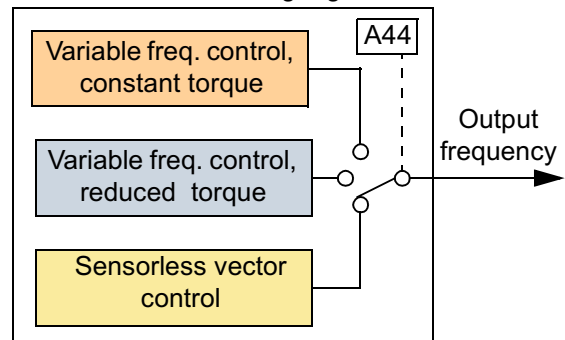 Variable freq. control,
constant torque
A44
Output
frequency
Variable freq. control,
reduced torque
Sensorless vector
control